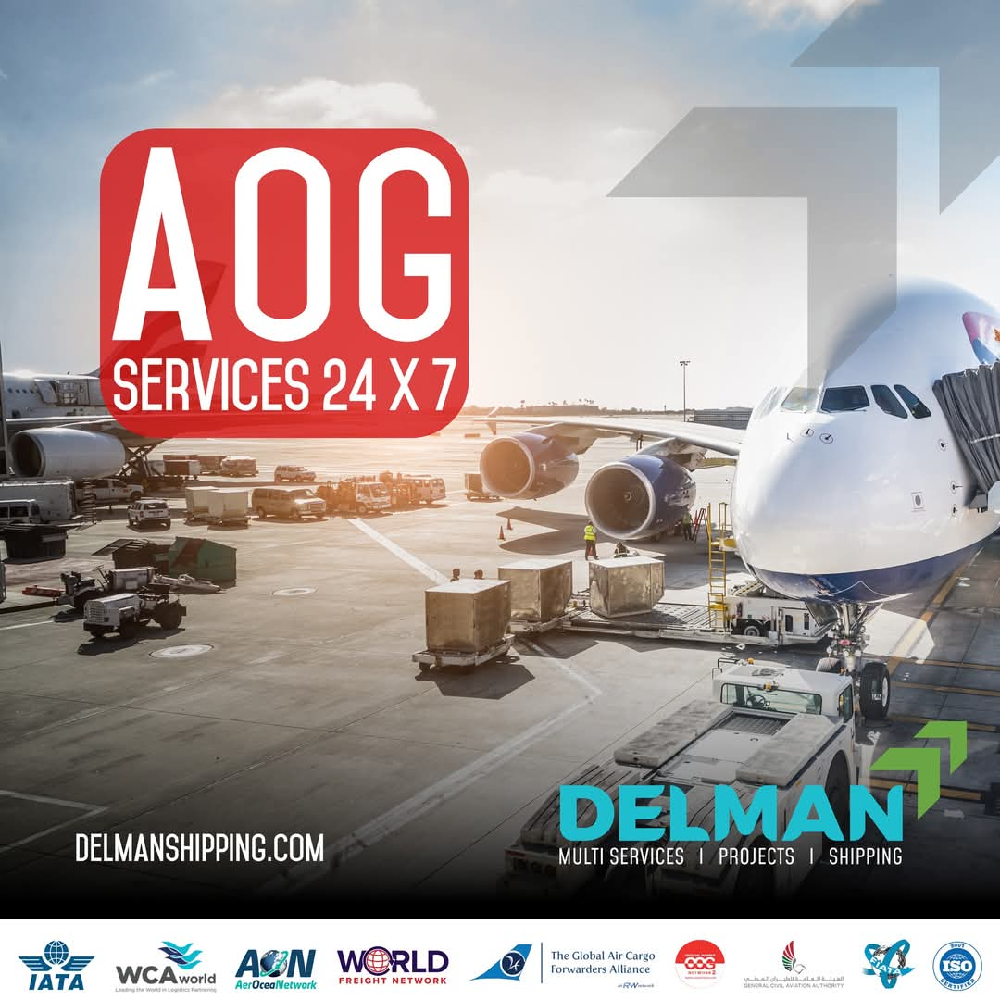 AOG
SERVICES 24 X 7
DELMAN
MULTI SERVICES | PROJECTS | SHIPPING
DELMANSHIPPING.COM
IATA
WCAworld
Leading the World in Logistics Partnering
AON
AerOceaNetwork
WORLD
FREIGHT NETWORK
The Global Air Cargo
Forwarders Alliance
OOG
NETWORK
الهيئة العامة للطيران المدني
GENERAL CIVIL AVIATION AUTHORITY
FIATA
9001
ISO
CERTIFIED